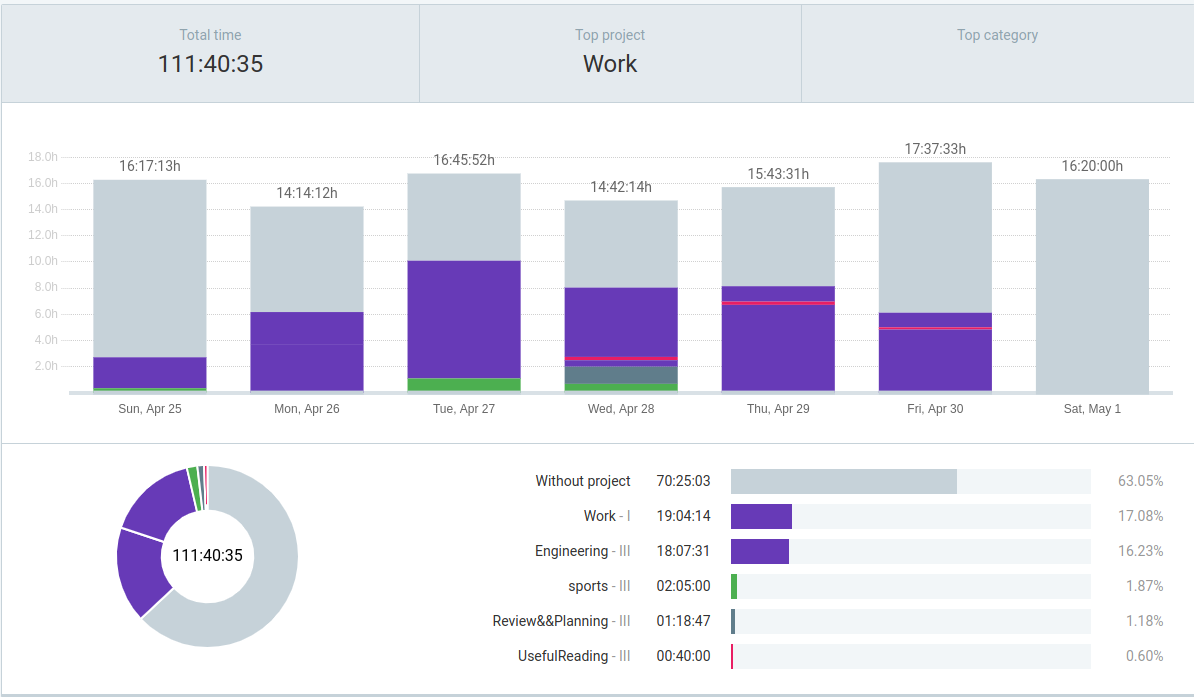 Total time
111:40:35
Top project
Work
Top category
18.0h
16.0h
14.0h
12.0h
10.0h
8.0h
6.0h
4.0h
2.0h
16:17:13h
14:14:12h
16:45:52h
14:42:14h
15:43:31h
17:37:33h
16:20:00h
Sun, Apr 25
Mon, Apr 26
Tue, Apr 27
Wed, Apr 28
Thu, Apr 29
Fri, Apr 30
Sat, May 1
111:40:35
Without project 70:25:03 63.05%
Work - I 19:04:14 17.08%
Engineering - III 18:07:31 16.23%
sports - III 02:05:00 1.87%
Review&&Planning - III 01:18:47 1.18%
UsefulReading - III 00:40:00 0.60%